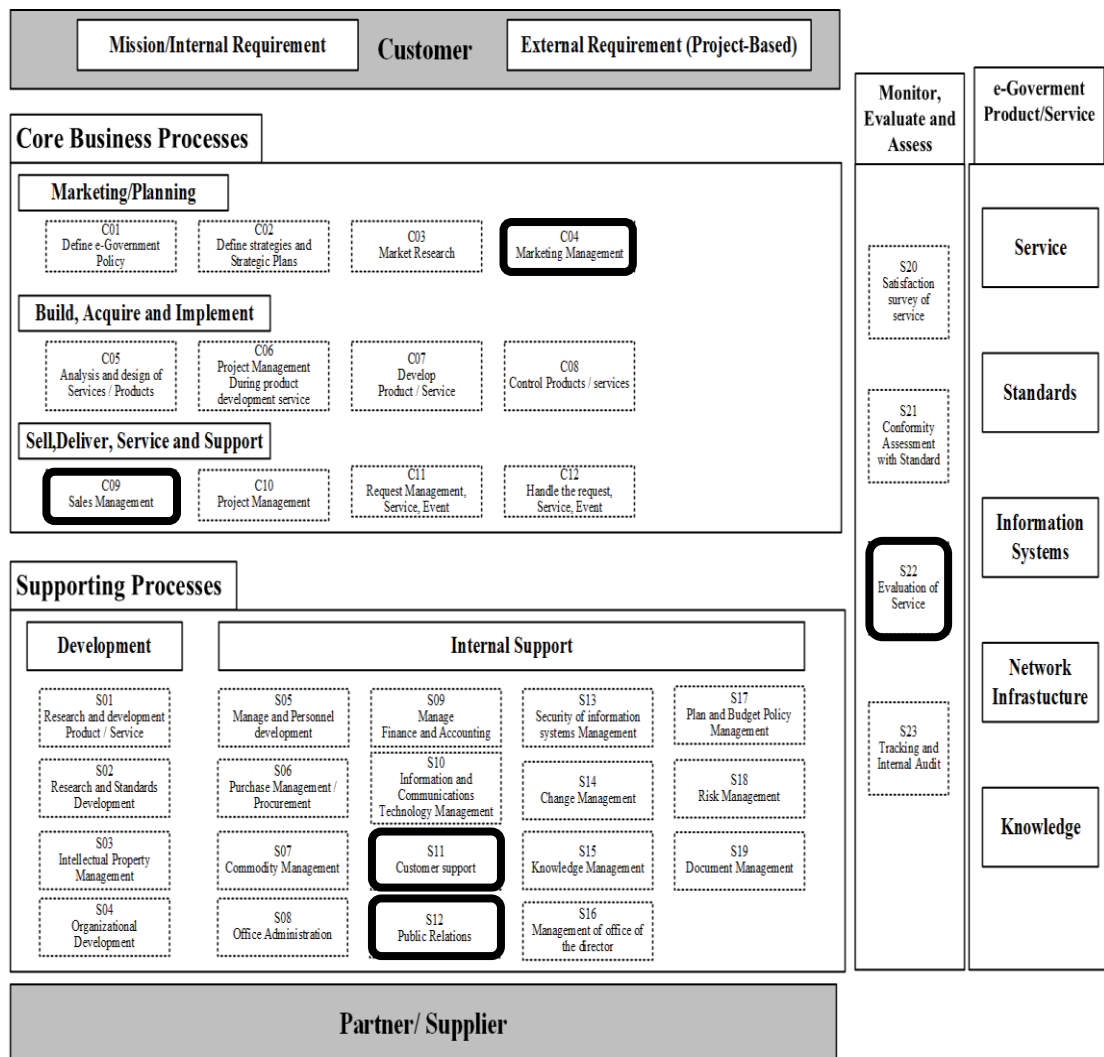 Mission/Internal Requirement
Customer
External Requirement (Project-Based)
Core Business Processes
Marketing/Planning
C01
Define e-Government
Policy
C02
Define strategies and
Strategic Plans
C03
Market Research
C04
Marketing Management
Build, Acquire and Implement
C05
Analysis and design of
Services / Products
C06
Project Management
During product
development service
C07
Develop
Product / Service
C08
Control Products / services
Sell,Deliver, Service and Support
C09
Sales Management
C10
Project Management
C11
Request Management,
Service, Event
C12
Handle the request,
Service, Event
Supporting Processes
Development
S01
Research and development
Product / Service
S02
Research and Standards
Development
S03
Intellectual Property
Management
S04
Organizational
Development
Internal Support
S05
Manage and Personnel
development
S06
Purchase Management /
Procurement
S07
Commodity Management
S08
Office Administration
S09
Manage
Finance and Accounting
S10
Information and
Communications
Technology Management
S11
Customer support
S12
Public Relations
S13
Security of information
systems Management
S14
Change Management
S15
Knowledge Management
S16
Management of office of
the director
S17
Plan and Budget Policy
Management
S18
Risk Management
S19
Document Management
Partner/ Supplier
Monitor,
Evaluate and
Assess
S20
Satisfaction
survey of
service
S21
Conformity
Assessment
with Standard
S22
Evaluation of
Service
S23
Tracking and
Internal Audit
e-Goverment
Product/Service
Service
Standards
Information
Systems
Network
Infrastucture
Knowledge